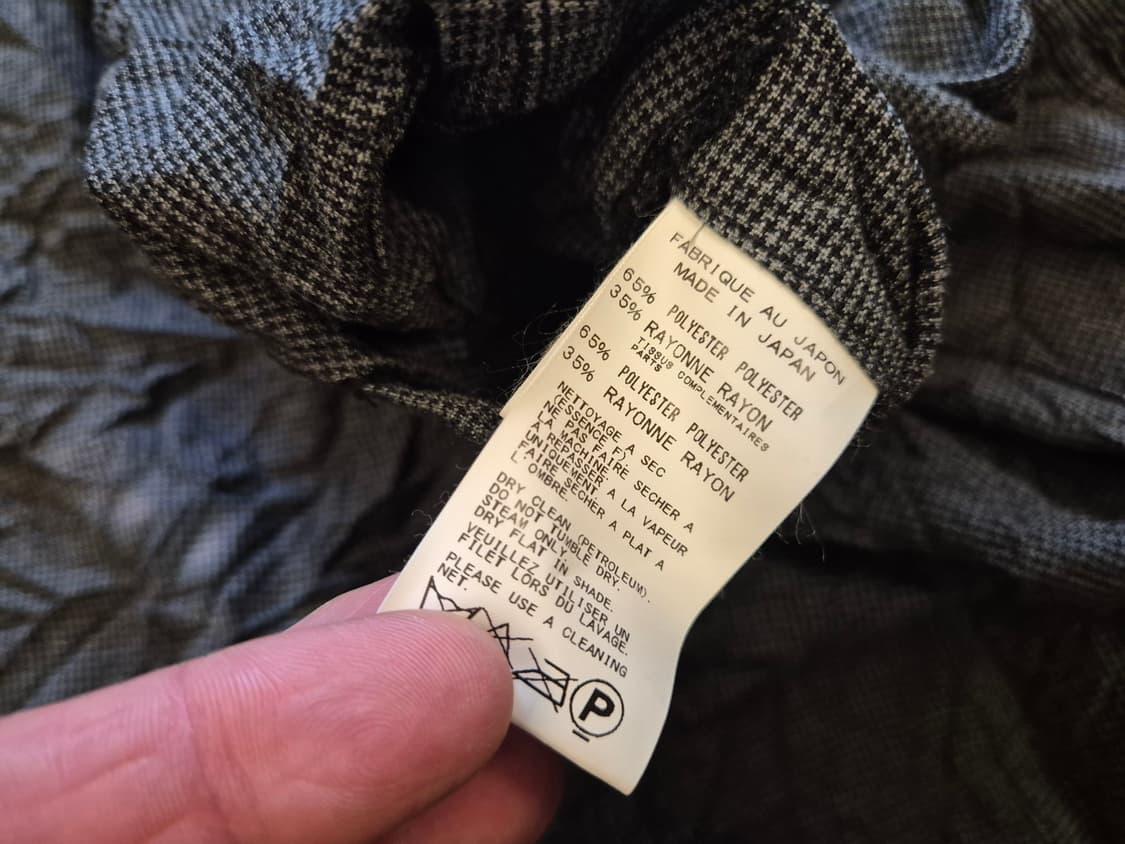 FABRIQUE AU JAPON
MADE IN JAPAN
65% POLYESTER POLYESTER
35% RAYONNE RAYON
TISSUS COMPLEMENTAIRES
PARTS
65% POLYESTER POLYESTER
35% RAYONNE RAYON
NETTOYAGE A SEC
(ESSENCE F).
NE PAS FAIRE SECHER A
LA MACHINE.
A REPASSER A LA VAPEUR
UNIQUEMENT.
FAIRE SECHER A PLAT A
L'OMBRE.
DRY CLEAN (PETROLEUM).
DO NOT TUMBLE DRY.
STEAM ONLY.
DRY FLAT IN SHADE.
VEUILLEZ UTILISER UN
FILET LORS DU LAVAGE.
PLEASE USE A CLEANING
NET.
P